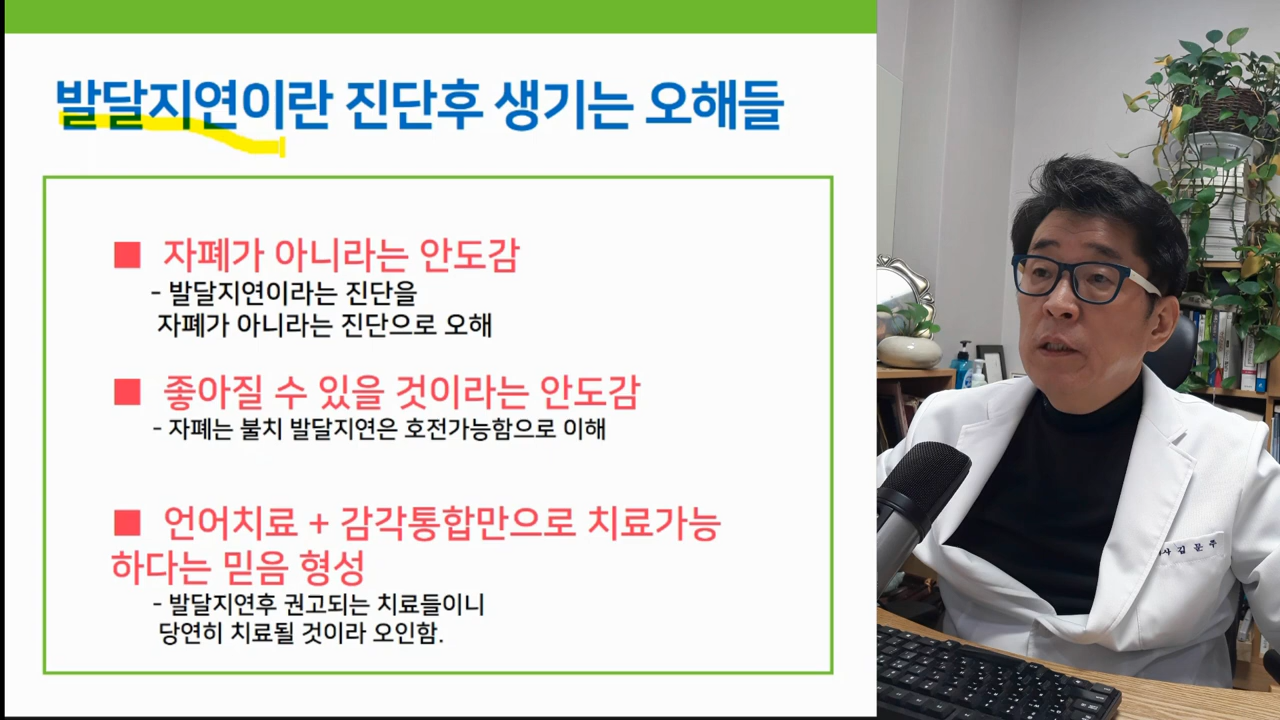 발달지연이란 진단후 생기는 오해들
■ 자폐가 아니라는 안도감
- 발달지연이라는 진단을
자폐가 아니라는 진단으로 오해
■ 좋아질 수 있을 것이라는 안도감
- 자폐는 불치 발달지연은 호전가능함으로 이해
■ 언어치료 + 감각통합만으로 치료가능
하다는 믿음 형성
- 발달지연후 권고되는 치료들이니
당연히 치료될 것이라 오인함.
사 김 문 주